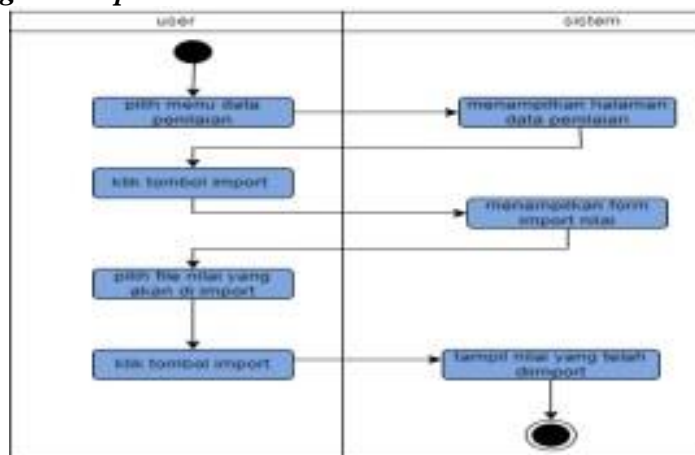 user
sistem
pilih menu data
penilaian
menampilkan halaman
data penilaian
klik tombol import
menampilkan form
import nilai
pilih file nilai yang
akan di import
klik tombol import
tampil nilai yang telah
diimport